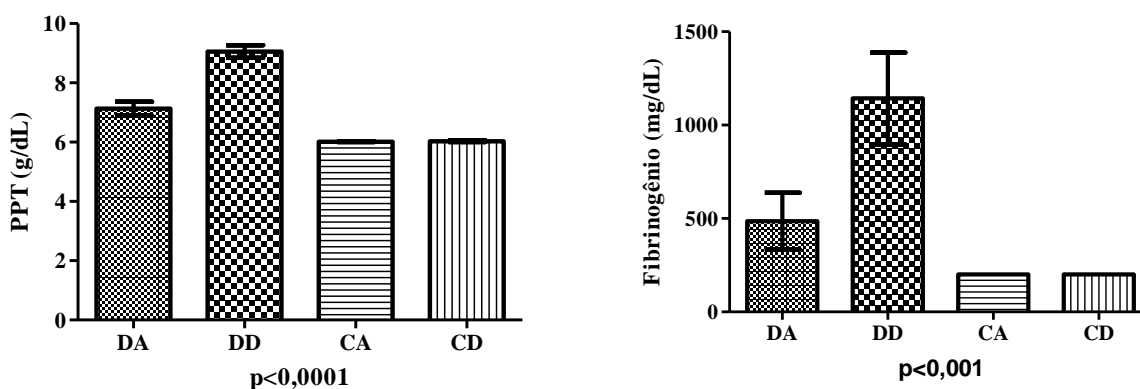 PPT (g/dL)
10
8
6
4
2
0
DA DD CA CD
p<0,0001
Fibrinogênio (mg/dL)
1500
1000
500
0
DA DD CA CD
p<0,001